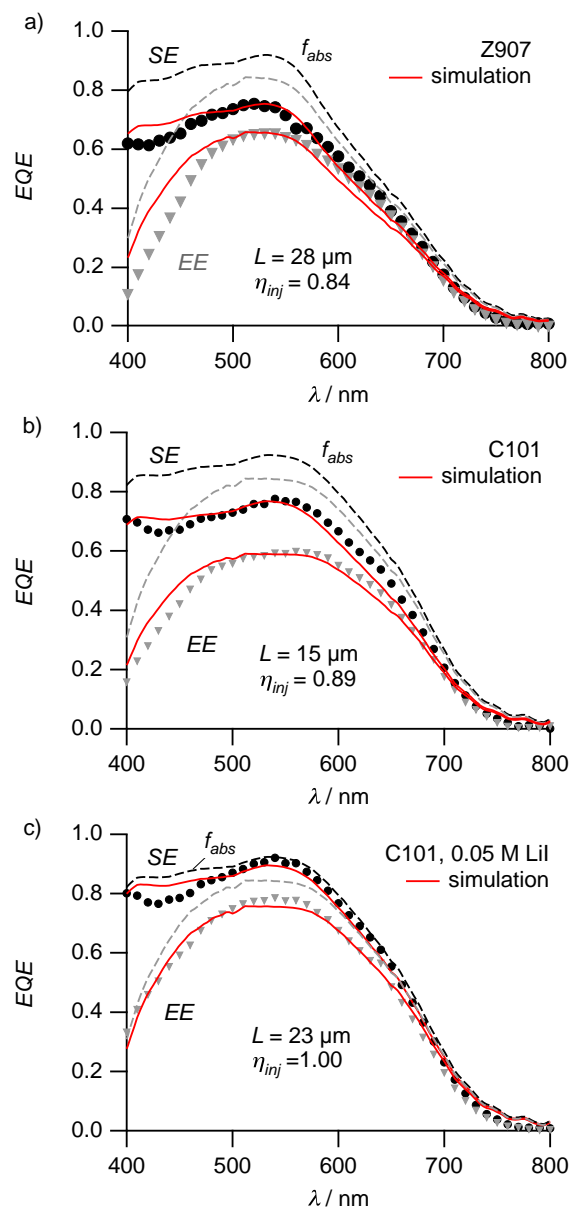 a)
SE
f_abs
Z907
simulation
1.0
0.8
0.6
0.4
0.2
0.0
EQE
EE
L = 28 μm
η_inj = 0.84
400
500
600
700
800
λ / nm
b)
SE
f_abs
C101
simulation
1.0
0.8
0.6
0.4
0.2
0.0
EQE
EE
L = 15 μm
η_inj = 0.89
400
500
600
700
800
λ / nm
c)
SE
f_abs
C101, 0.05 M LiI
simulation
1.0
0.8
0.6
0.4
0.2
0.0
EQE
EE
L = 23 μm
η_inj =1.00
400
500
600
700
800
λ / nm